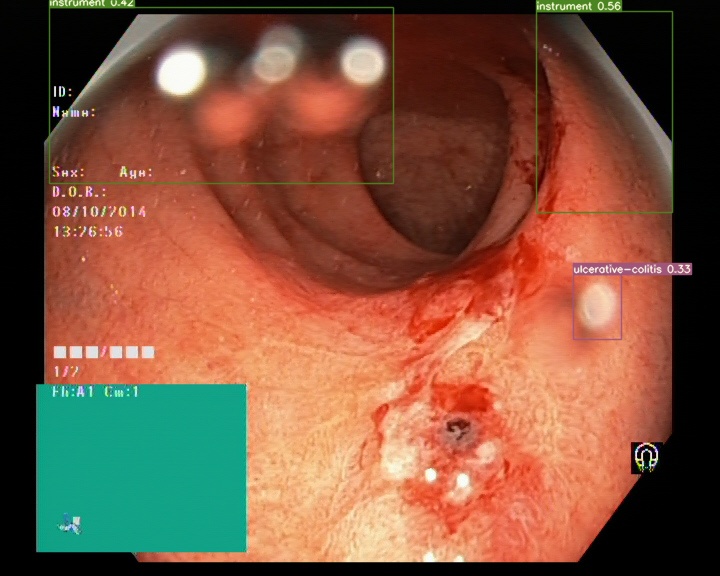 instrument 0.42
instrument 0.56
ID:
Name:
Sex: Age:
D.O.B.:
08/10/2014
13:26:56
ulcerative-colitis 0.33
/
1/2
Eh:A1 Cm:1